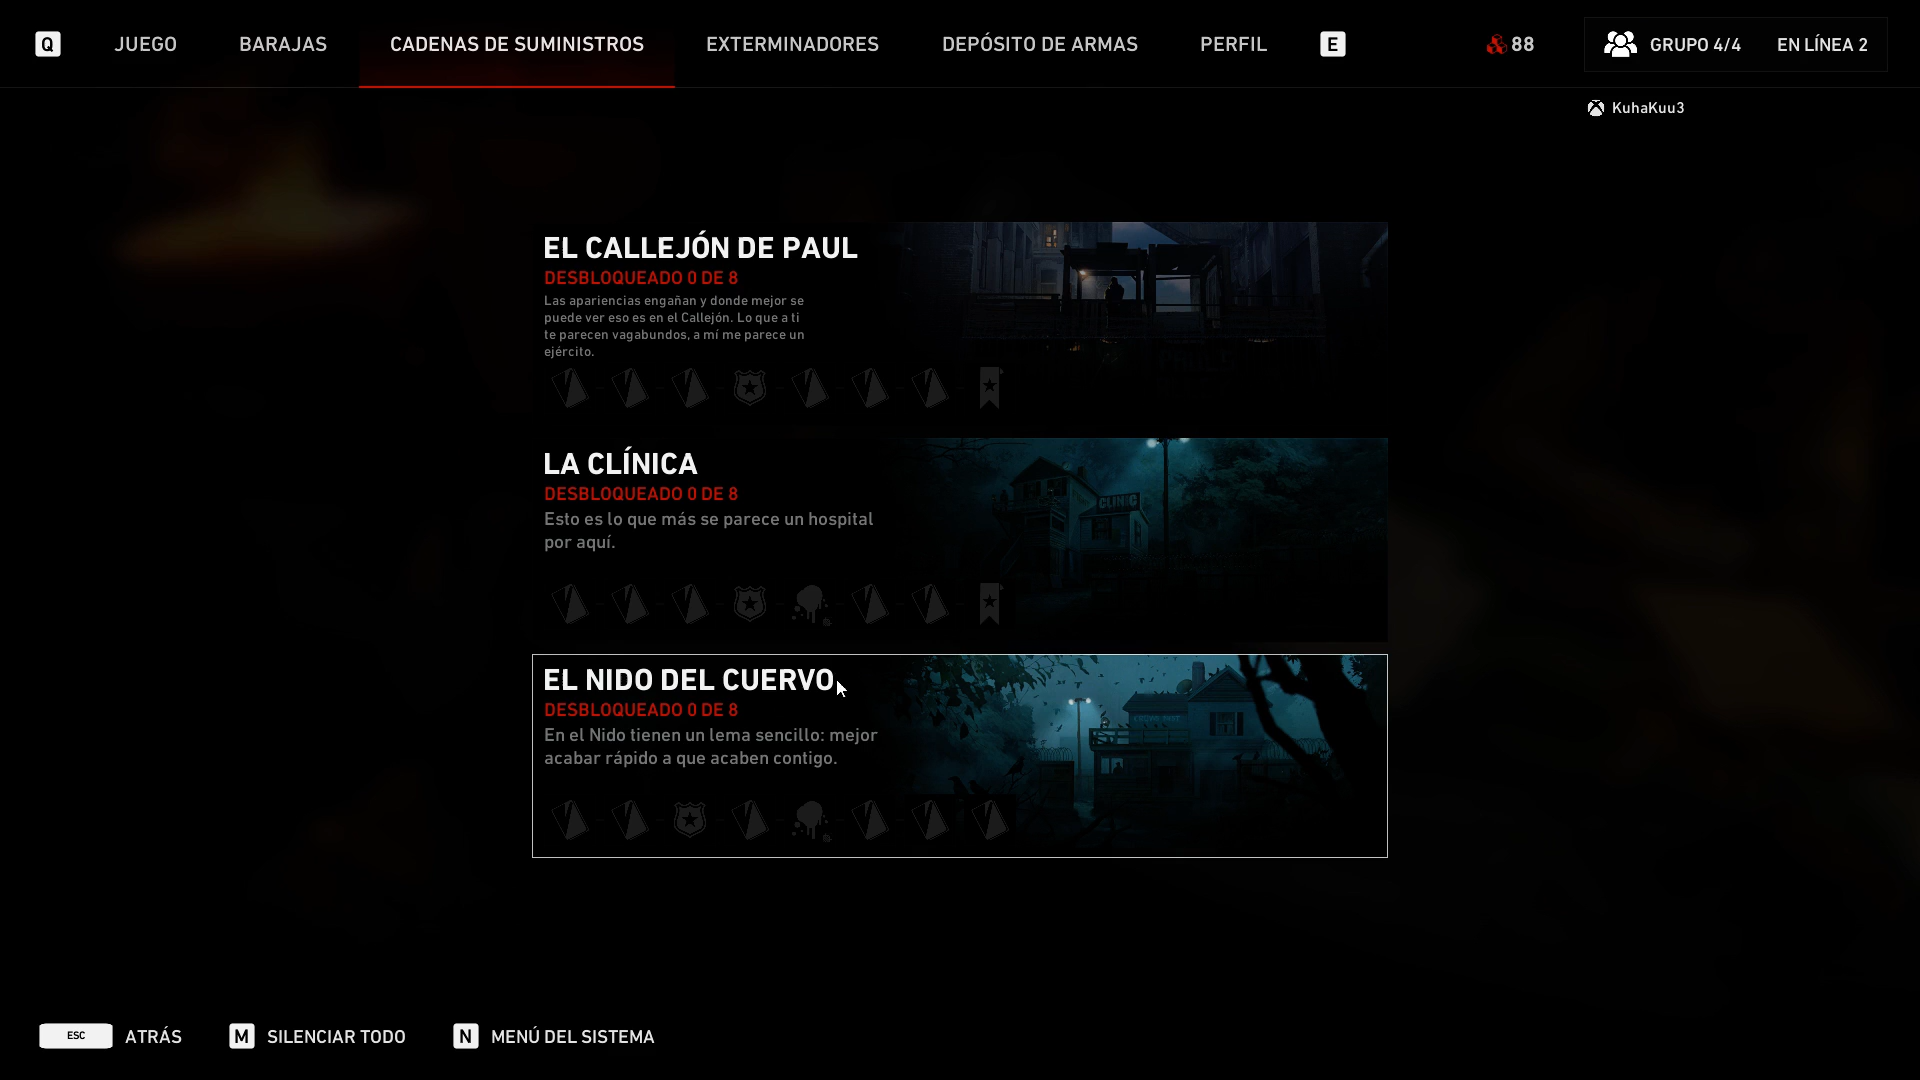 Q JUEGO BARAJAS CADENAS DE SUMINISTROS EXTERMINADORES DEPÓSITO DE ARMAS PERFIL E 88 GRUPO 4/4 EN LÍNEA 2
KuhaKuu3
EL CALLEJÓN DE PAUL
DESBLOQUEADO 0 DE 8
Las apariencias engañan y donde mejor se
puede ver eso es en el Callejón. Lo que a ti
te parecen vagabundos, a mí me parece un
ejército.
PAUL'S
LA CLÍNICA
DESBLOQUEADO 0 DE 8
Esto es lo que más se parece un hospital
por aquí.
CLINIC
EL NIDO DEL CUERVO
DESBLOQUEADO 0 DE 8
En el Nido tienen un lema sencillo: mejor
acabar rápido a que acaben contigo.
ESC ATRÁS M SILENCIAR TODO N MENÚ DEL SISTEMA